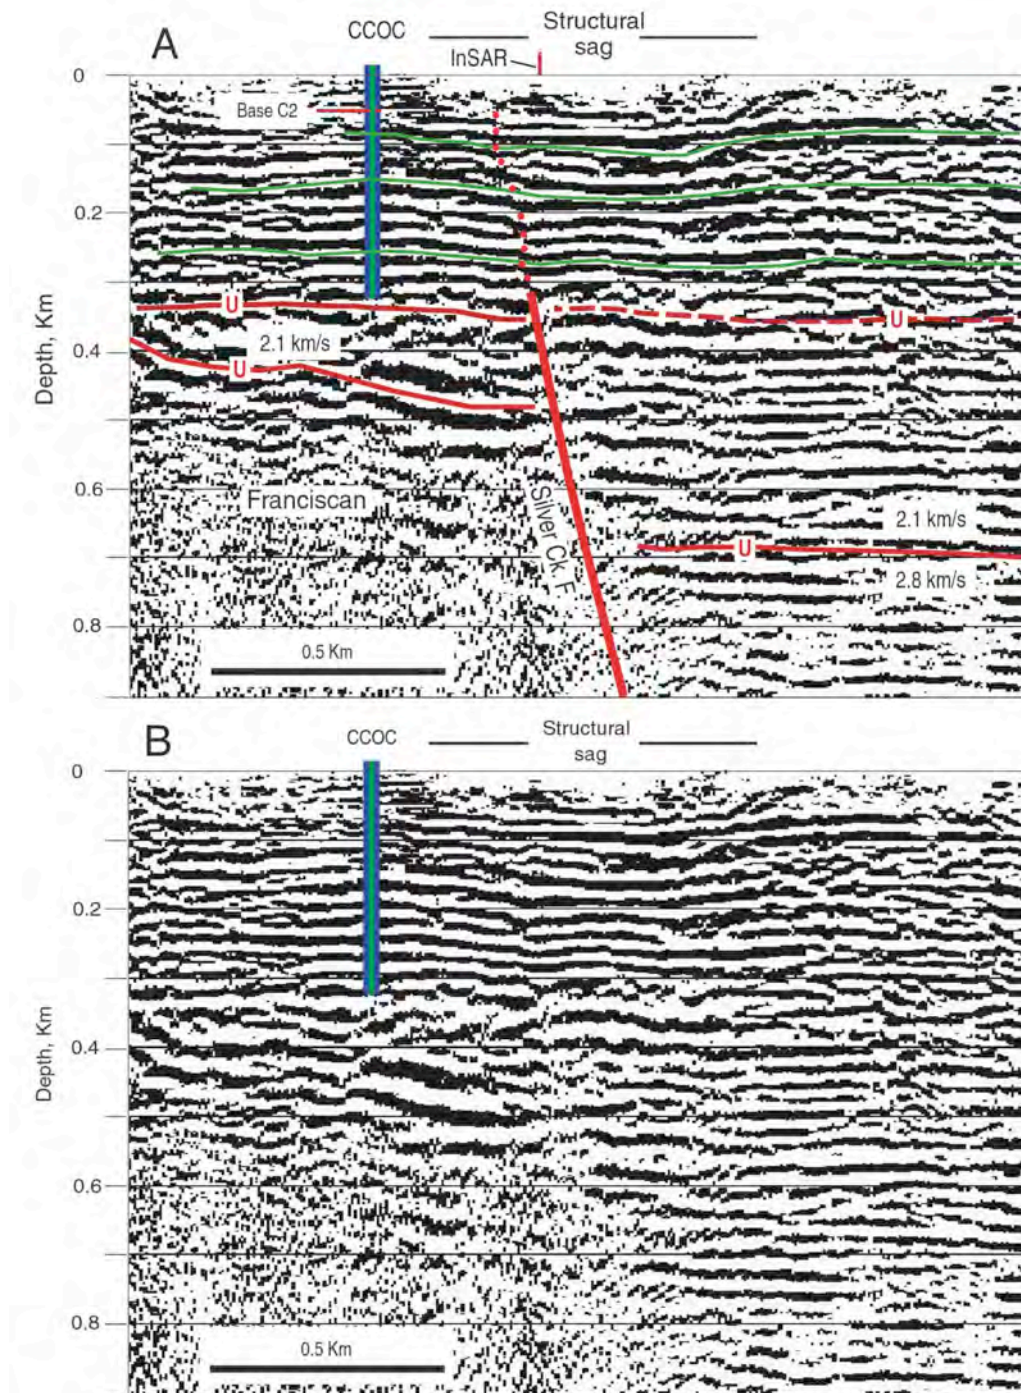 A
CCOC
Structural
sag
InSAR
0
Base C2
0.2
U
U
2.1 km/s
0.4
U
Depth, Km
0.6
Franciscan
Silver Ck. F
2.1 km/s
U
2.8 km/s
0.8
0.5 Km
B
CCOC
Structural
sag
0
0.2
0.4
Depth, Km
0.6
0.8
0.5 Km